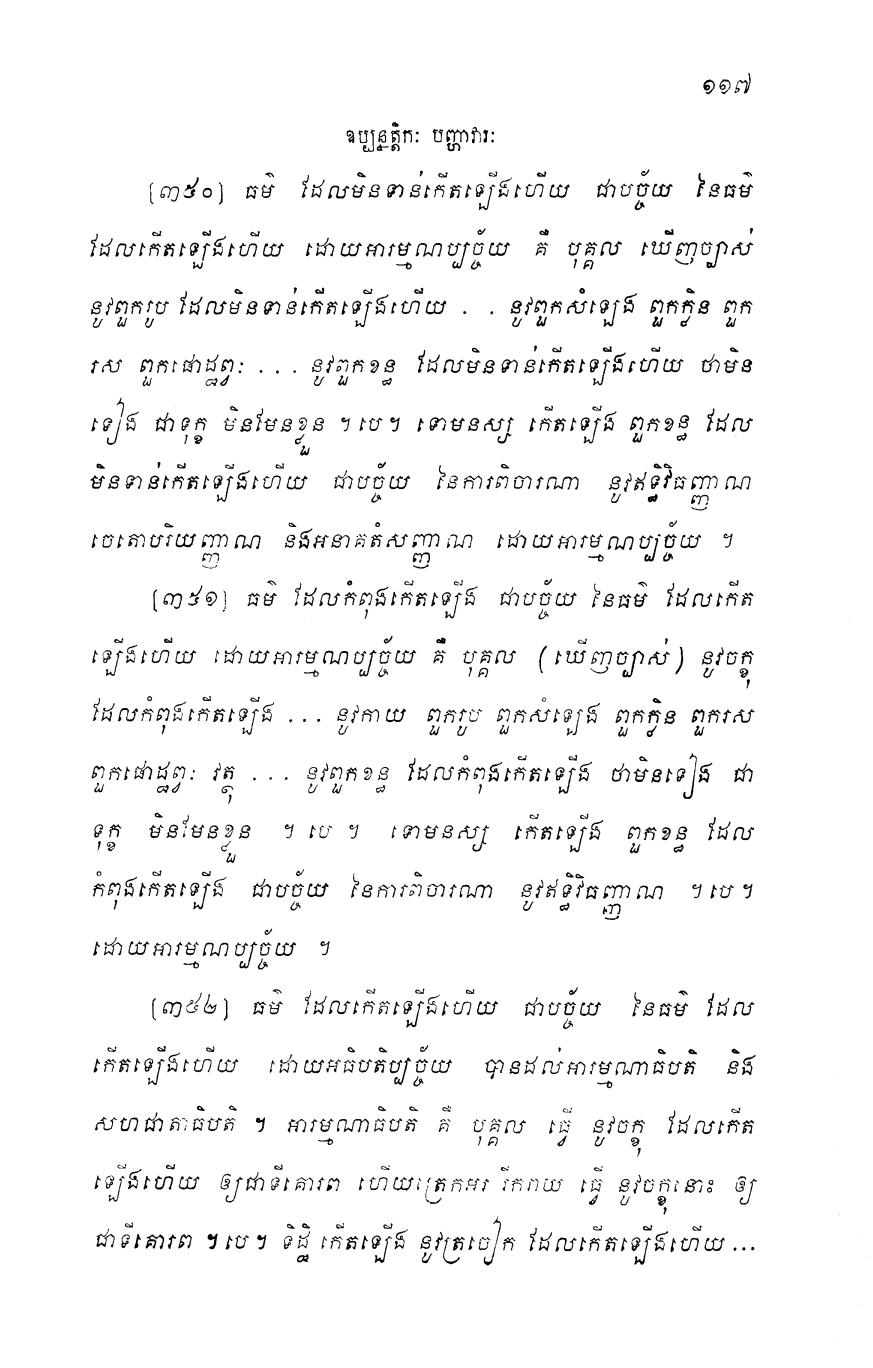 ១១៧
ឧប្បន្នត្តិកៈ បញ្ហាវារៈ
[៣៥០] ធម៌ ដែលមិនទាន់កើតឡើងហើយ ជាបច្ច័យ នៃធម៌
ដែលកើតឡើងហើយ ដោយអារម្មណប្បច្ច័យ គឺ បុគ្គល ឃើញច្បាស់
នូវពួករូប ដែលមិនទាន់កើតឡើងហើយ . . នូវពួកសំឡេង ពួកក្លិន ពួក
រស ពួកផោដ្ឋព្វៈ ... នូវពួកខន្ធ ដែលមិនទាន់កើតឡើងហើយ ថាមិន
ទៀង ជាទុក្ខ មិនមែនខ្លួន ។ បេ ។ ទោមនស្ស កើតឡើង ពួកខន្ធ ដែល
មិនទាន់កើតឡើងហើយ ជាបច្ច័យ នៃការពិចារណា នូវឥទ្ធិវិធញ្ញាណ
ចេតោបរិយញ្ញាណ និងអនាគតំសញ្ញាណ ដោយអារម្មណប្បច្ច័យ ។
[៣៥១] ធម៌ ដែលកំពុងកើតឡើង ជាបច្ច័យ នៃធម៌ ដែលកើត
ឡើងហើយ ដោយអារម្មណប្បច្ច័យ គឺ បុគ្គល (ឃើញច្បាស់) នូវចក្ខុ
ដែលកំពុងកើតឡើង ... នូវកាយ ពួករូប ពួកសំឡេង ពួកក្លិន ពួករស
ពួកផោដ្ឋព្វៈ វត្ថុ ... នូវពួកខន្ធ ដែលកំពុងកើតឡើង ថាមិនទៀង ជា
ទុក្ខ មិនមែនខ្លួន ។ បេ ។ ទោមនស្ស កើតឡើង ពួកខន្ធ ដែល
កំពុងកើតឡើង ជាបច្ច័យ នៃការពិចារណា នូវឥទ្ធិវិធញ្ញាណ ។ បេ ។
ដោយអារម្មណប្បច្ច័យ ។
[៣៥២] ធម៌ ដែលកើតឡើងហើយ ជាបច្ច័យ នៃធម៌ ដែល
កើតឡើងហើយ ដោយអធិបតិប្បច្ច័យ បានដល់អារម្មណាធិបតិ និង
សហជាតាធិបតិ ។ អារម្មណាធិបតិ គឺ បុគ្គល ធ្វើ នូវចក្ខុ ដែលកើត
ឡើងហើយ ឲ្យជាទីគោរព ហើយត្រេកអរ រីករាយ ធ្វើ នូវចក្ខុនោះ ឲ្យ
ជាទីគោរព ។ បេ ។ ទិដ្ឋិ កើតឡើង នូវត្រចៀក ដែលកើតឡើងហើយ ...